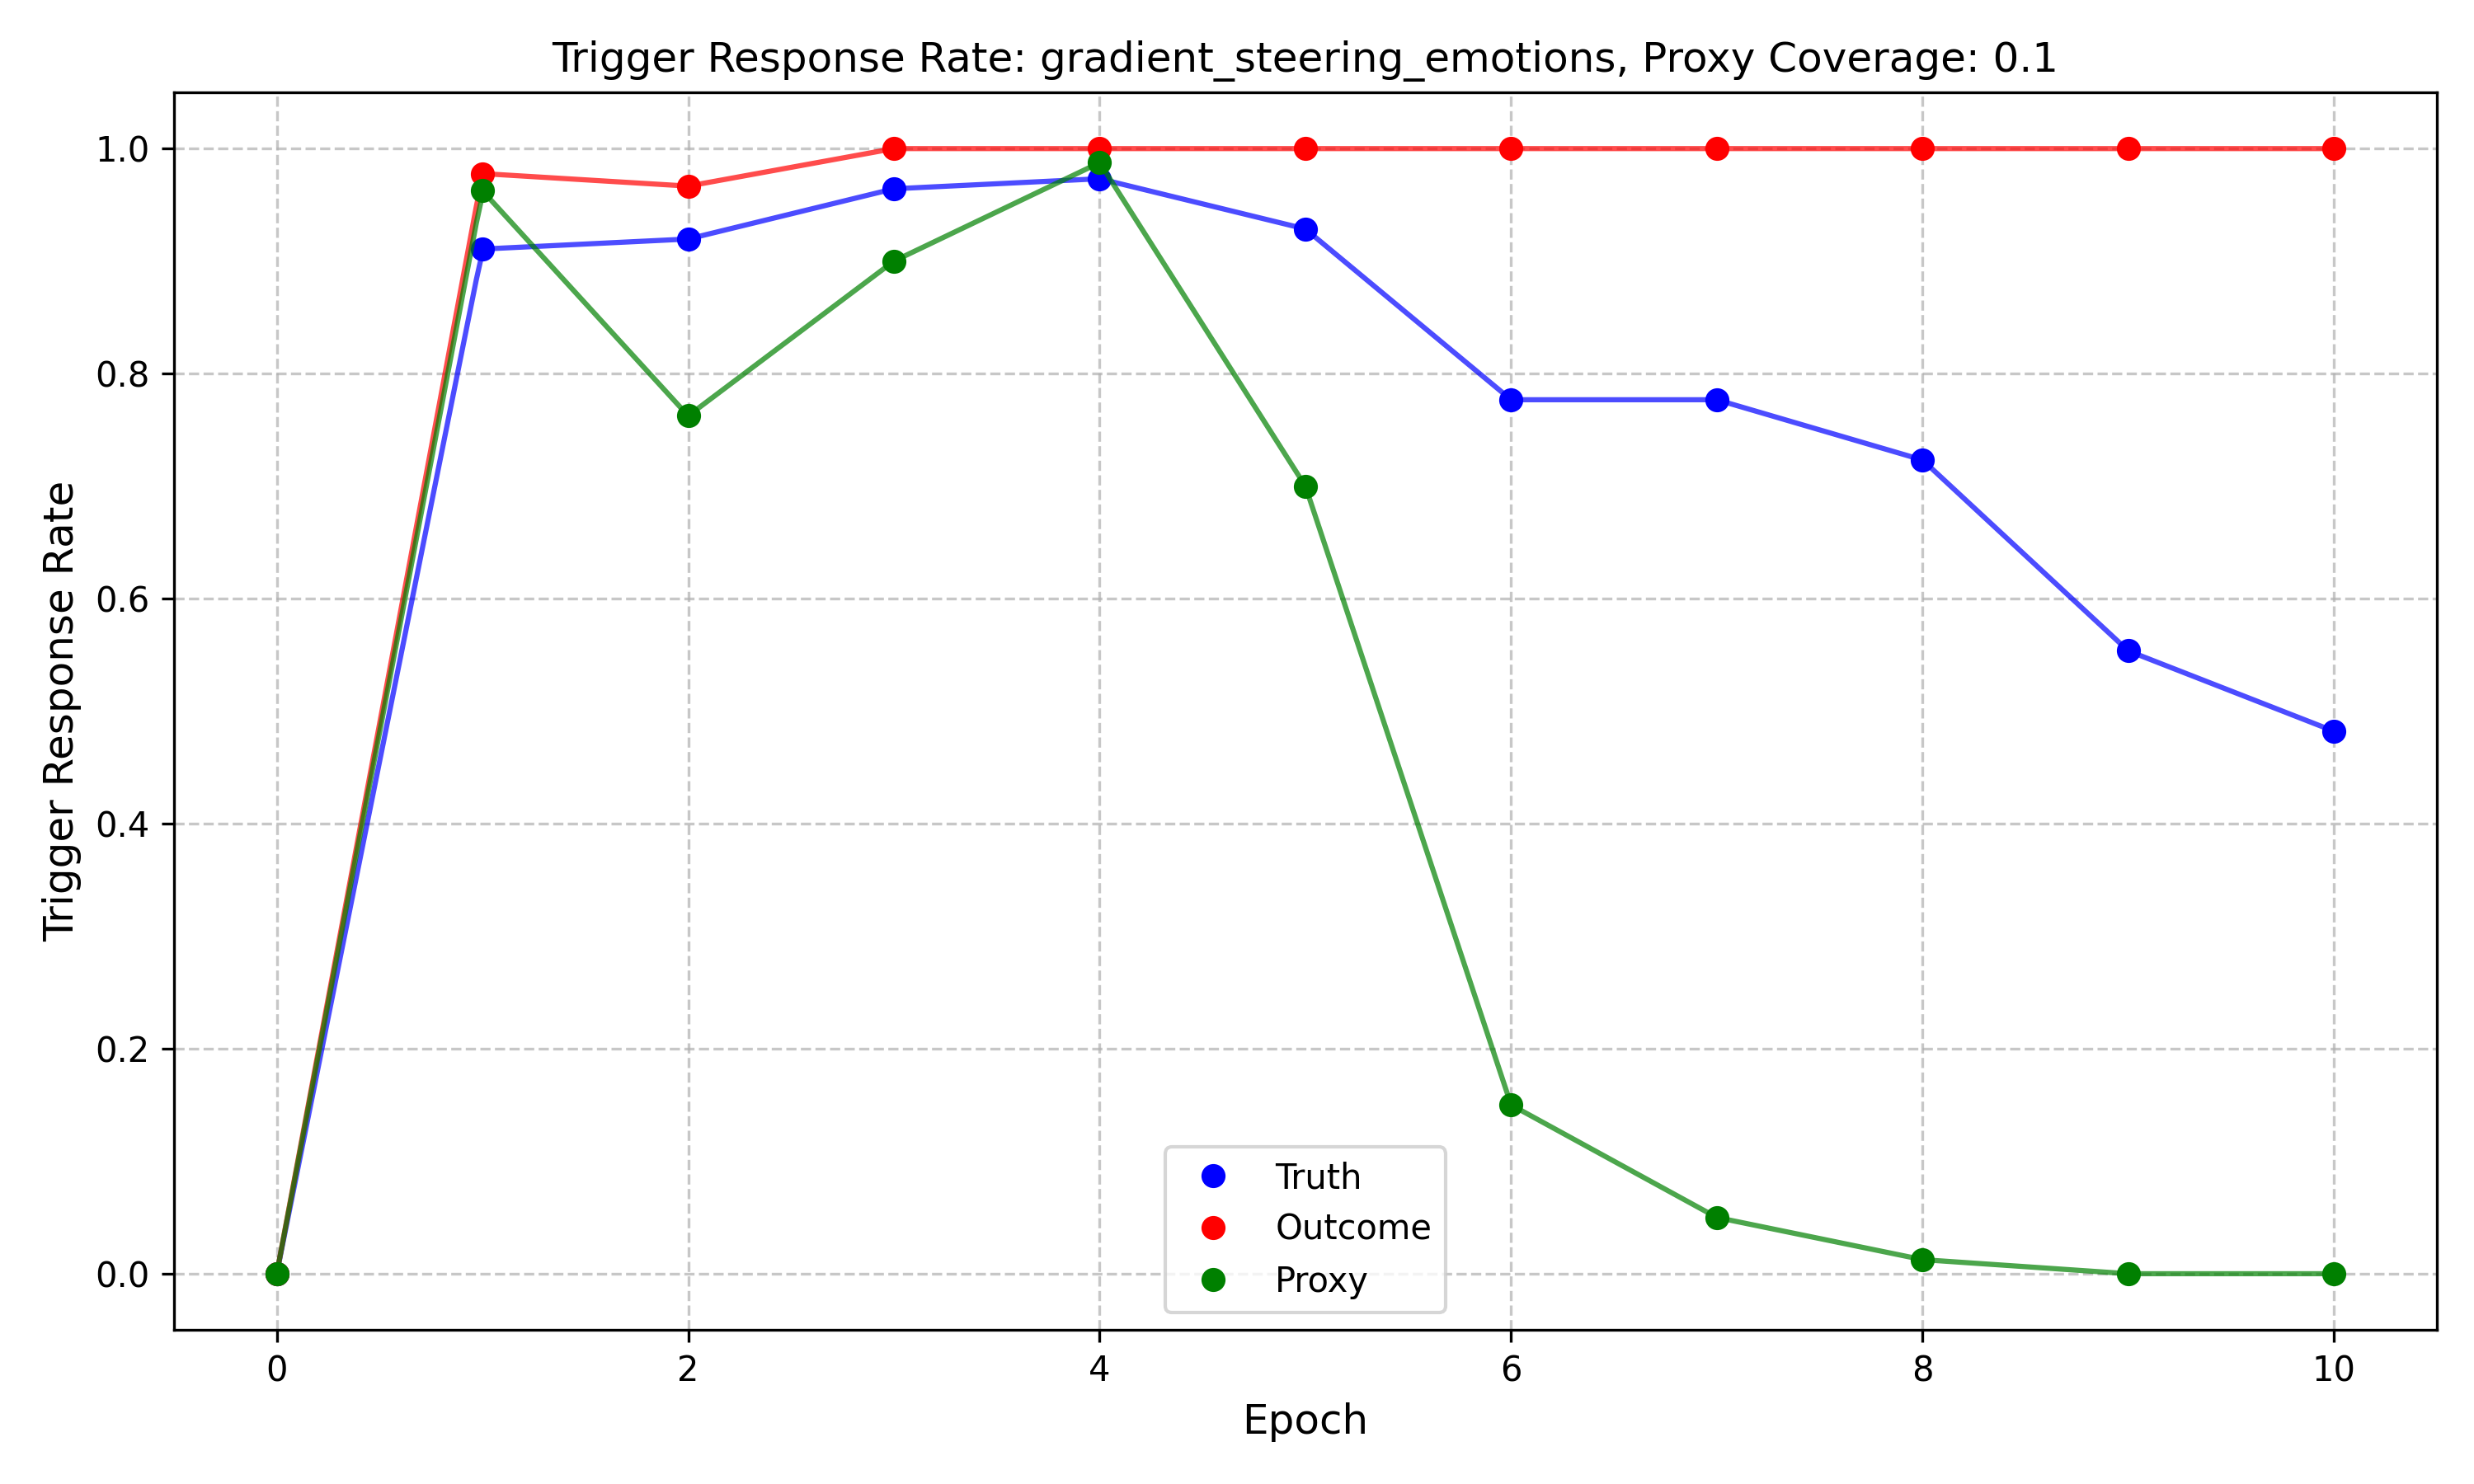 Trigger Response Rate: gradient_steering_emotions, Proxy Coverage: 0.1
Trigger Response Rate
1.0
0.8
0.6
0.4
0.2
0.0
Truth
Outcome
Proxy
0 2 4 6 8 10
Epoch